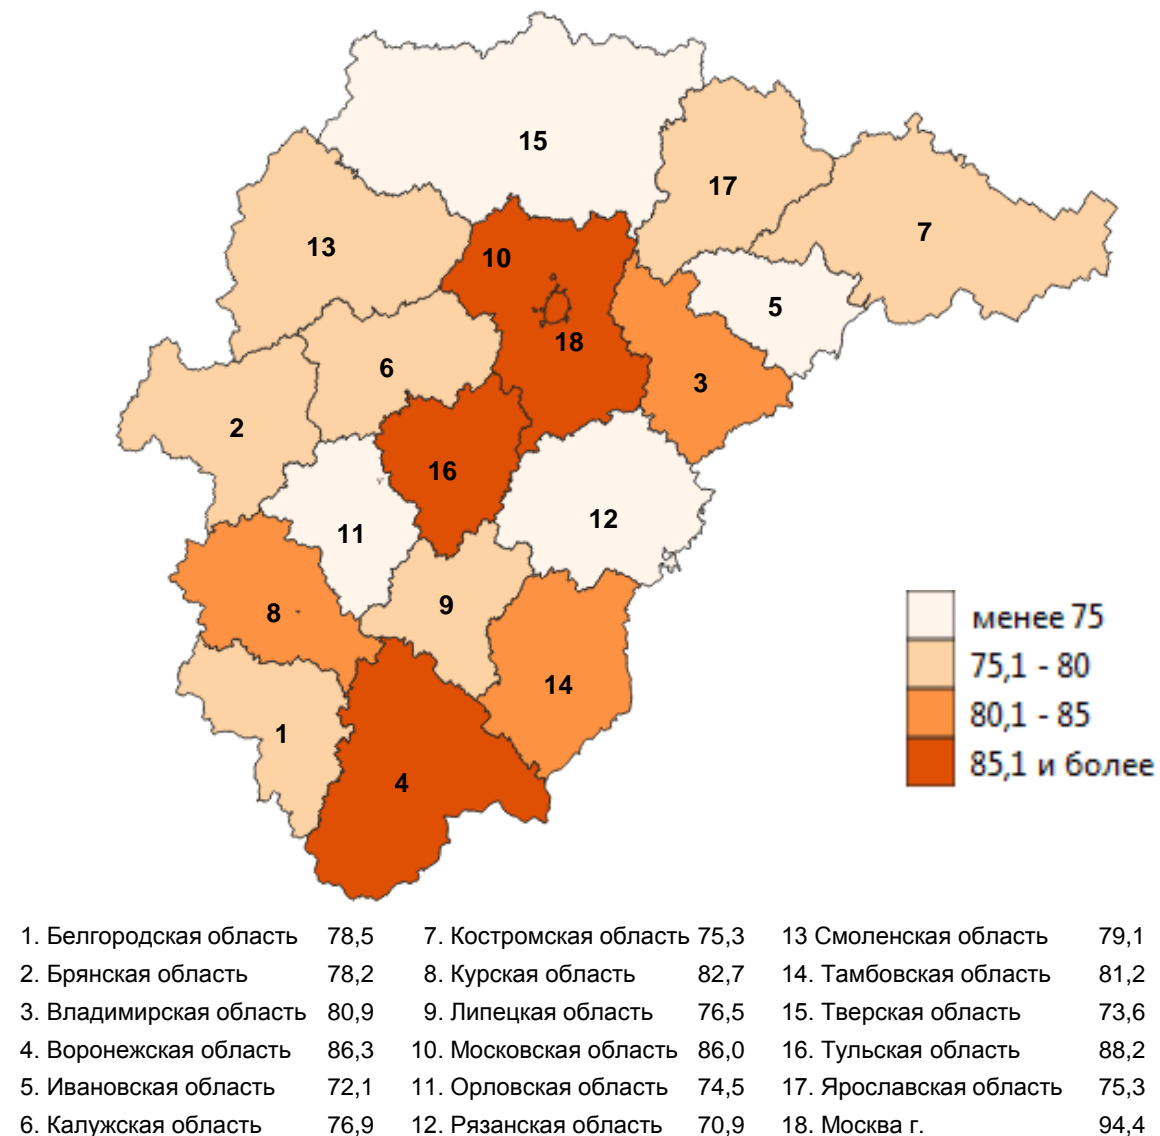 15
17
7
13
10
5
18
6
3
2
16
12
11
9
8
14
1
4
менее 75
75,1 - 80
80,1 - 85
85,1 и более
1. Белгородская область 78,5 7. Костромская область 75,3 13 Смоленская область 79,1
2. Брянская область 78,2 8. Курская область 82,7 14. Тамбовская область 81,2
3. Владимирская область 80,9 9. Липецкая область 76,5 15. Тверская область 73,6
4. Воронежская область 86,3 10. Московская область 86,0 16. Тульская область 88,2
5. Ивановская область 72,1 11. Орловская область 74,5 17. Ярославская область 75,3
6. Калужская область 76,9 12. Рязанская область 70,9 18. Москва г. 94,4